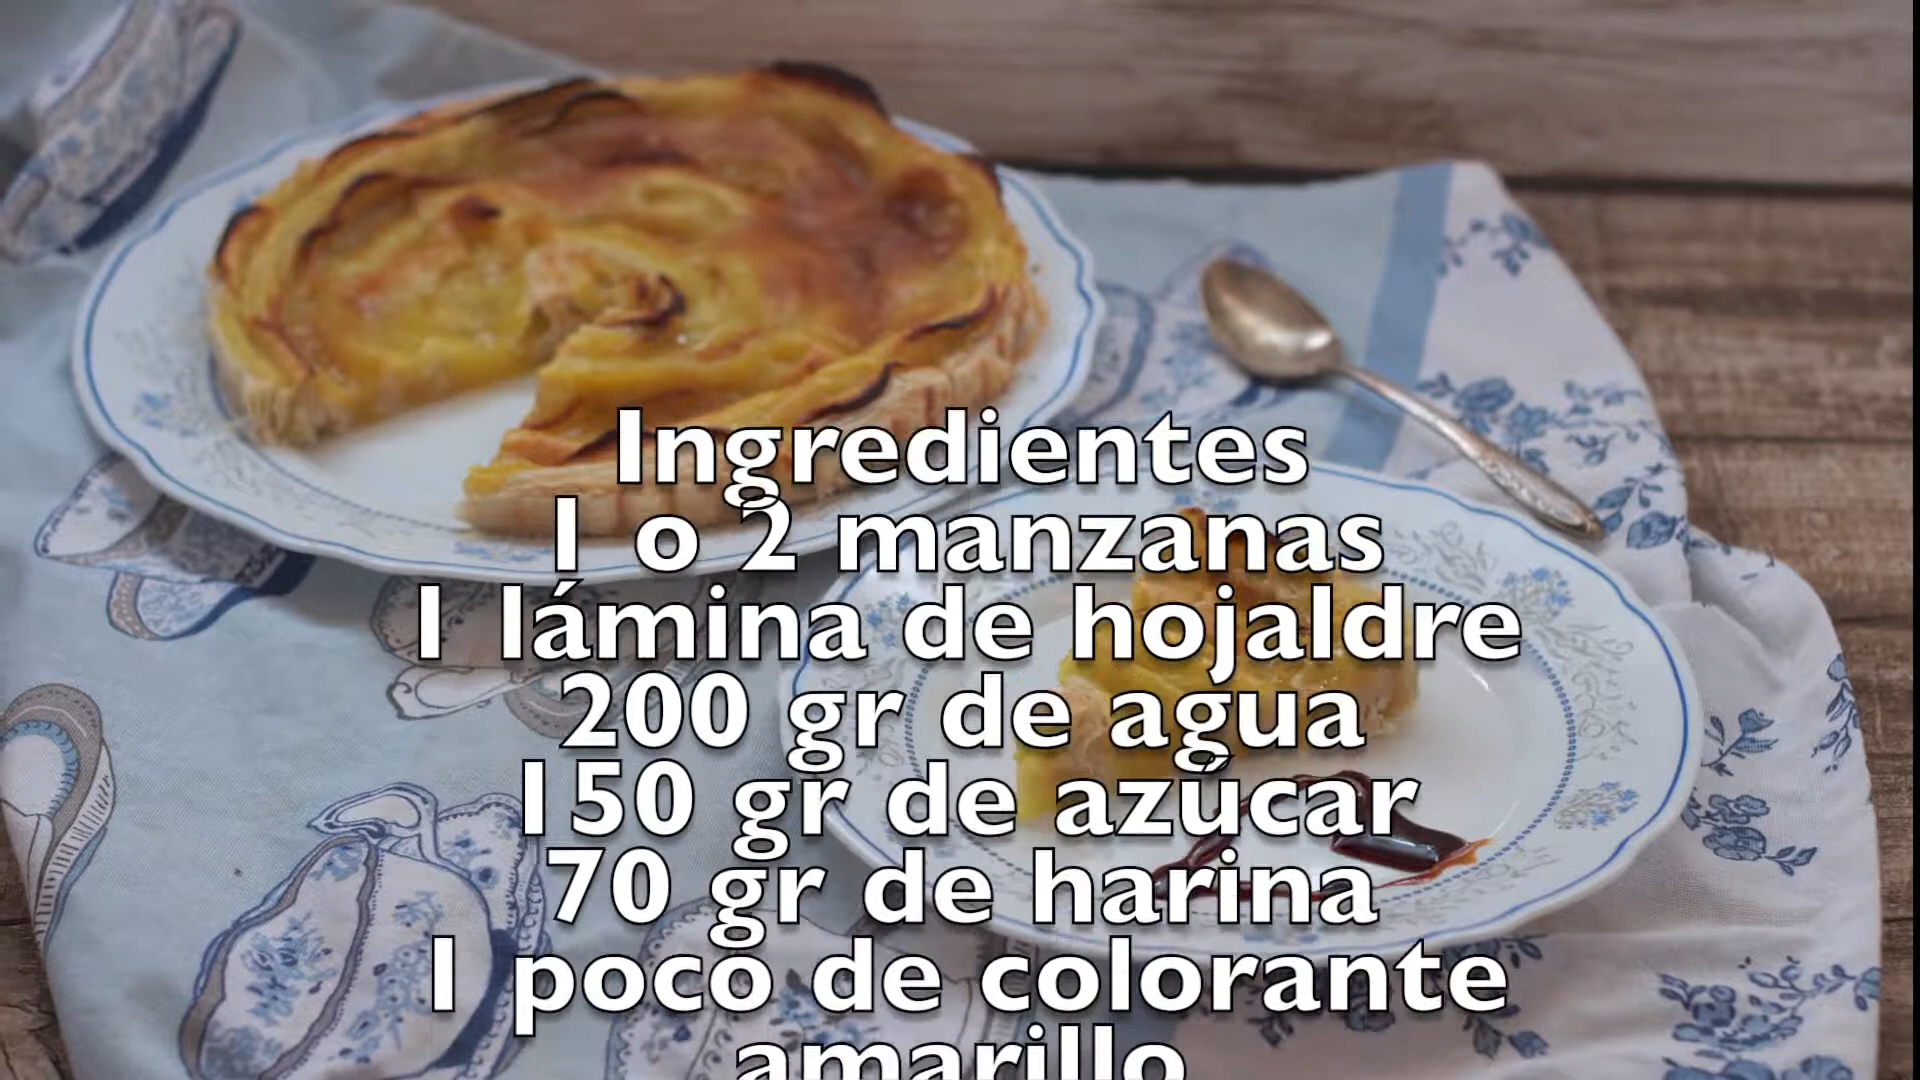 Ingredientes
1 o 2 manzanas
1 lámina de hojaldre
200 gr de agua
150 gr de azúcar
70 gr de harina
1 poco de colorante
amarillo